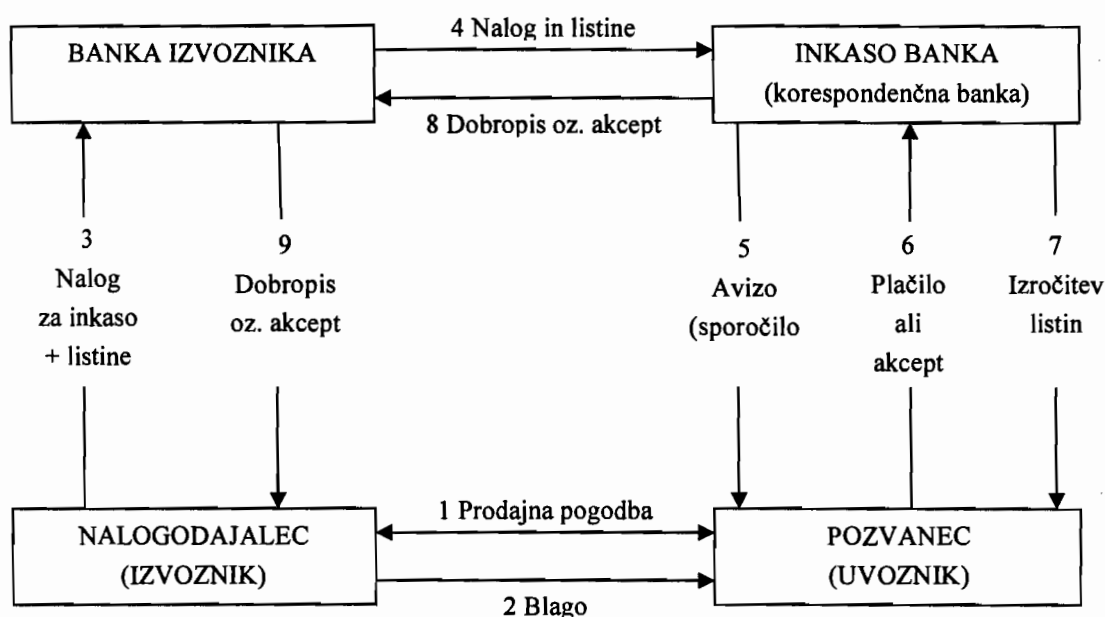 4 Nalog in listine
BANKA IZVOZNIKA
INKASO BANKA
(korespondenčna banka)
8 Dobropis oz. akcept
3
Nalog
za inkaso
+ listine
9
Dobropis
oz. akcept
5
Avizo
(sporočilo
6
Plačilo
ali
akcept
7
Izročitev
listin
1 Prodajna pogodba
NALOGODAJALEC
(IZVOZNIK)
POZVANEC
(UVOZNIK)
2 Blago